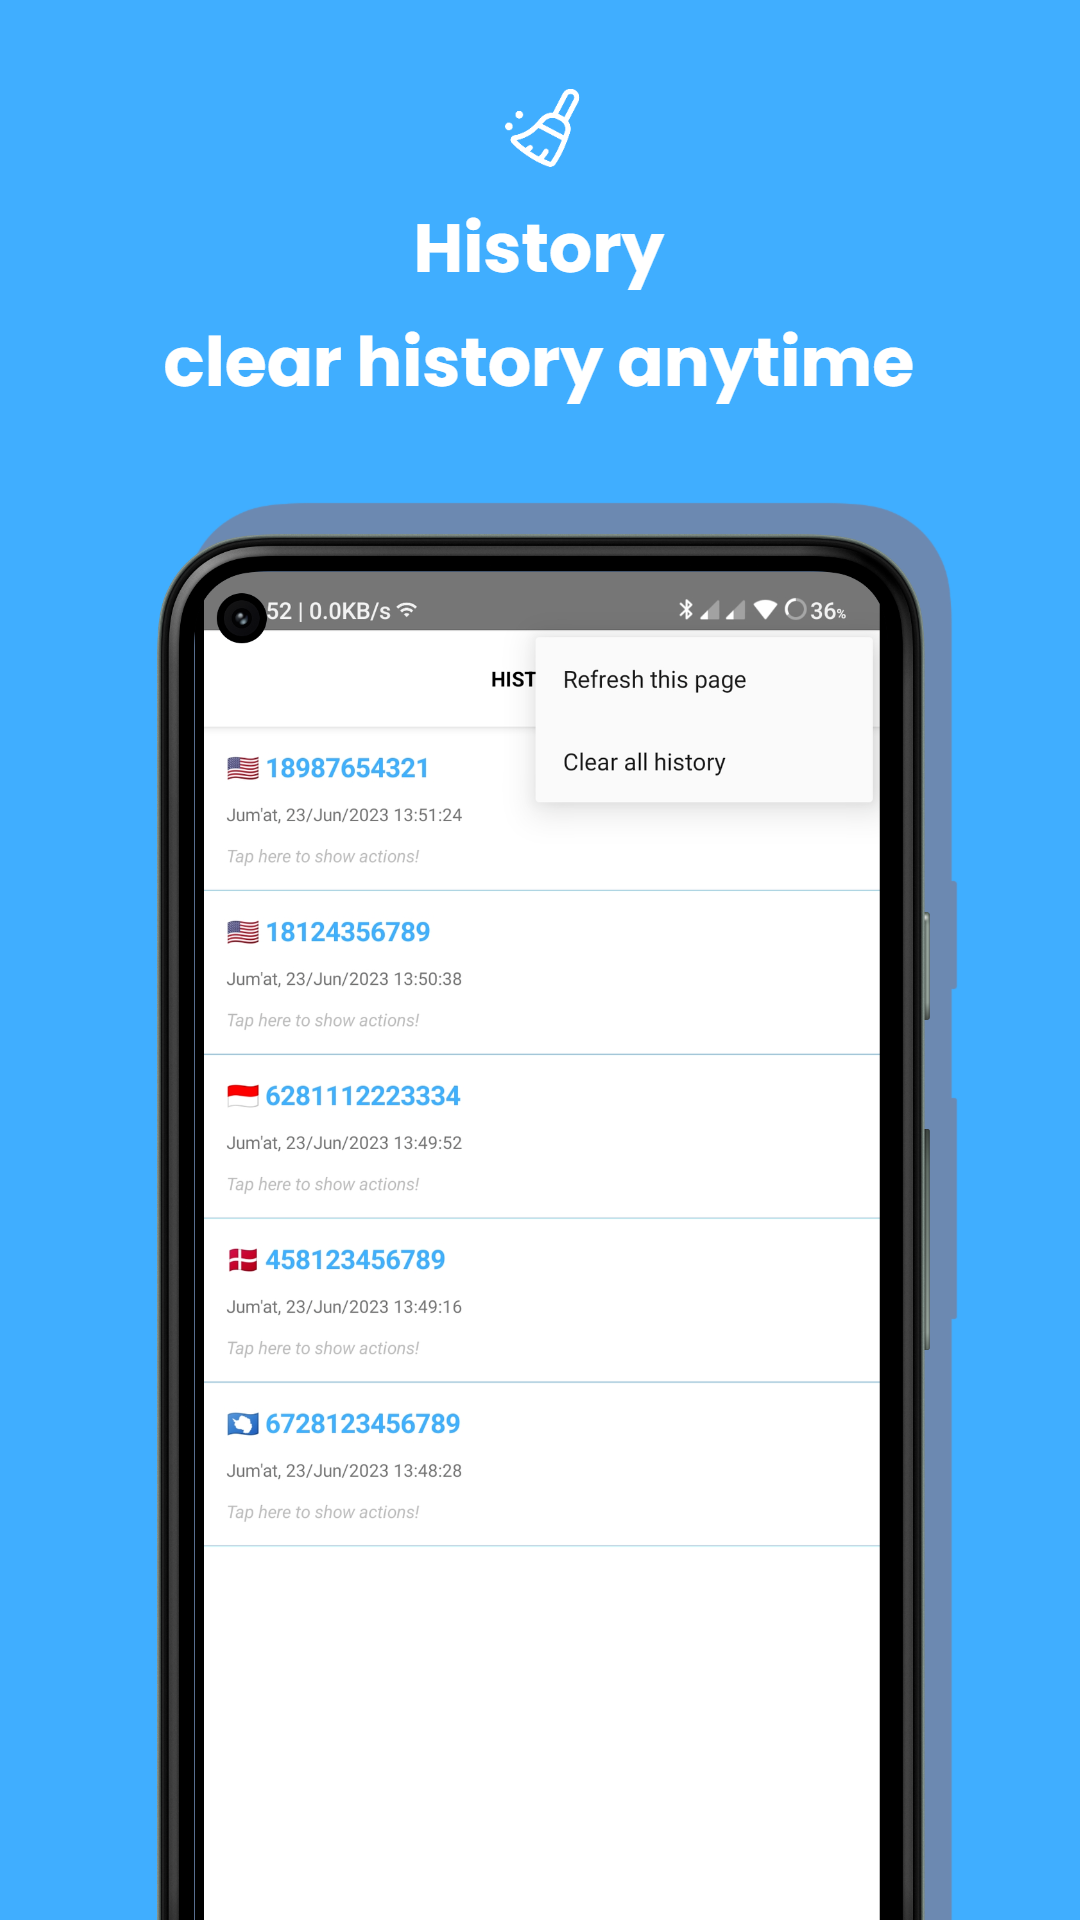 History
clear history anytime
52 | 0.0KB/s
36%
HIST
Refresh this page
Clear all history
18987654321
Jum'at, 23/Jun/2023 13:51:24
Tap here to show actions!
18124356789
Jum'at, 23/Jun/2023 13:50:38
Tap here to show actions!
6281112223334
Jum'at, 23/Jun/2023 13:49:52
Tap here to show actions!
458123456789
Jum'at, 23/Jun/2023 13:49:16
Tap here to show actions!
6728123456789
Jum'at, 23/Jun/2023 13:48:28
Tap here to show actions!